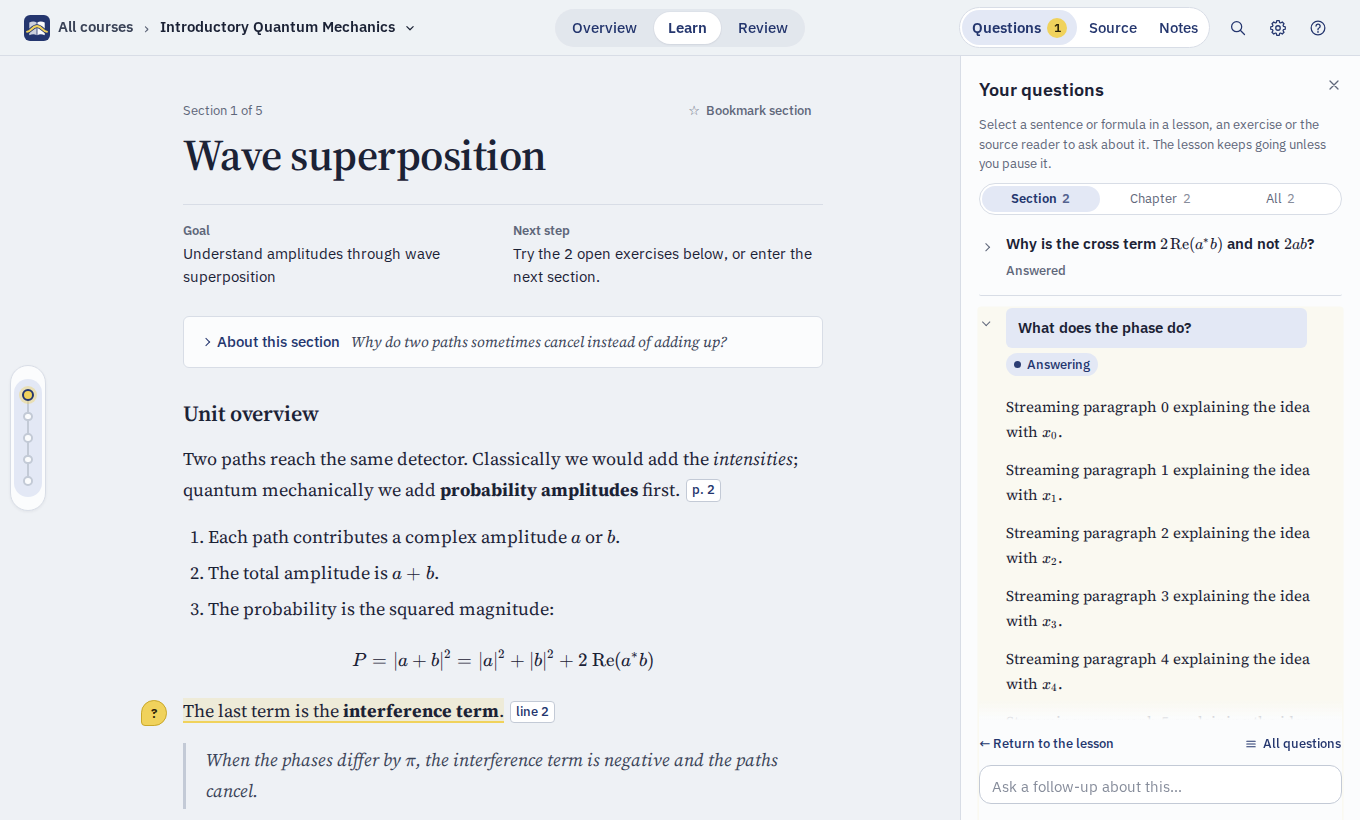 All courses › Introductory Quantum Mechanics
Overview Learn Review
Questions 1 Source Notes
Section 1 of 5
☆ Bookmark section
Wave superposition
Goal
Understand amplitudes through wave
superposition
Next step
Try the 2 open exercises below, or enter the
next section.
About this section Why do two paths sometimes cancel instead of adding up?
Unit overview
Two paths reach the same detector. Classically we would add the intensities;
quantum mechanically we add probability amplitudes first. p. 2
1. Each path contributes a complex amplitude a or b.
2. The total amplitude is a + b.
3. The probability is the squared magnitude:
P = |a + b|² = |a|² + |b|² + 2 Re(a*b)
? The last term is the interference term. line 2
When the phases differ by π, the interference term is negative and the paths
cancel.
Your questions
Select a sentence or formula in a lesson, an exercise or the
source reader to ask about it. The lesson keeps going unless
you pause it.
Section 2 Chapter 2 All 2
Why is the cross term 2 Re(a*b) and not 2ab?
Answered
What does the phase do?
Answering
Streaming paragraph 0 explaining the idea
with x₀.
Streaming paragraph 1 explaining the idea
with x₁.
Streaming paragraph 2 explaining the idea
with x₂.
Streaming paragraph 3 explaining the idea
with x₃.
Streaming paragraph 4 explaining the idea
with x₄.
← Return to the lesson
All questions
Ask a follow-up about this...